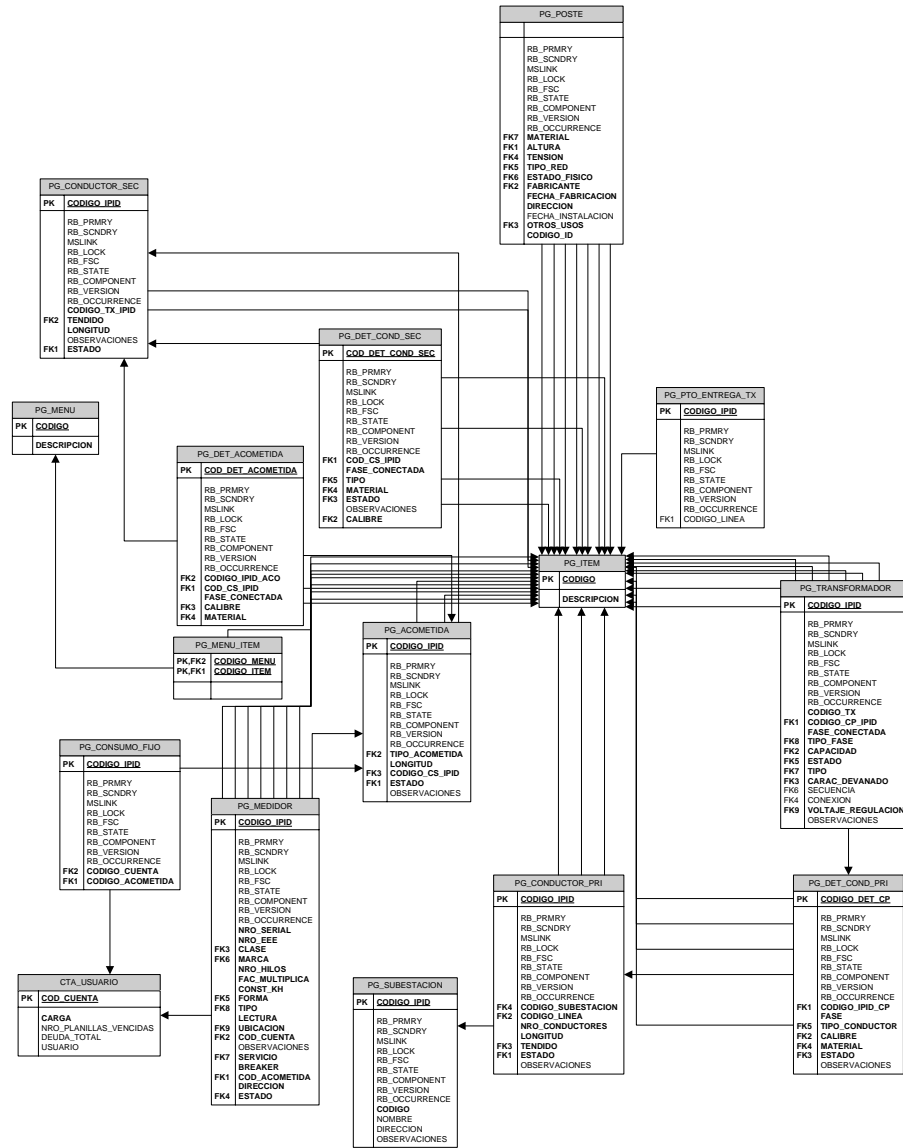 PG_POSTE
RB_PRMRY
RB_SCNDRY
MSLINK
RB_LOCK
RB_FSC
RB_STATE
RB_COMPONENT
RB_VERSION
RB_OCCURRENCE
FK7 MATERIAL
FK1 ALTURA
FK4 TENSION
FK5 TIPO_RED
FK6 ESTADO_FISICO
FK2 FABRICANTE
FECHA_FABRICACION
DIRECCION
FECHA_INSTALACION
FK3 OTROS_USOS
CODIGO_ID
PG_CONDUCTOR_SEC
PK CODIGO_IPID
RB_PRMRY
RB_SCNDRY
MSLINK
RB_LOCK
RB_FSC
RB_STATE
RB_COMPONENT
RB_VERSION
RB_OCCURRENCE
CODIGO_TX_IPID
FK2 TENDIDO
LONGITUD
OBSERVACIONES
FK1 ESTADO
PG_DET_COND_SEC
PK COD_DET_COND_SEC
RB_PRMRY
RB_SCNDRY
MSLINK
RB_LOCK
RB_FSC
RB_STATE
RB_COMPONENT
RB_VERSION
RB_OCCURRENCE
FK1 COD_CS_IPID
FASE_CONECTADA
FK5 TIPO
FK4 MATERIAL
FK3 ESTADO
OBSERVACIONES
FK2 CALIBRE
PG_PTO_ENTREGA_TX
PK CODIGO_IPID
RB_PRMRY
RB_SCNDRY
MSLINK
RB_LOCK
RB_FSC
RB_STATE
RB_COMPONENT
RB_VERSION
RB_OCCURRENCE
FK1 CODIGO_LINEA
PG_MENU
PK CODIGO
DESCRIPCION
PG_DET_ACOMETIDA
PK COD_DET_ACOMETIDA
RB_PRMRY
RB_SCNDRY
MSLINK
RB_LOCK
RB_FSC
RB_STATE
RB_COMPONENT
RB_VERSION
RB_OCCURRENCE
FK2 CODIGO_IPID_ACO
FK1 COD_CS_IPID
FASE_CONECTADA
FK3 CALIBRE
FK4 MATERIAL
PG_ITEM
PK CODIGO
DESCRIPCION
PG_TRANSFORMADOR
PK CODIGO_IPID
RB_PRMRY
RB_SCNDRY
MSLINK
RB_LOCK
RB_FSC
RB_STATE
RB_COMPONENT
RB_VERSION
RB_OCCURRENCE
CODIGO_TX
FK1 CODIGO_CP_IPID
FASE_CONECTADA
FK8 TIPO_FASE
FK2 CAPACIDAD
FK5 ESTADO
FK7 TIPO
FK3 CARAC_DEVANADO
FK6 SECUENCIA
FK4 CONEXION
FK9 VOLTAJE_REGULACION
OBSERVACIONES
PG_MENU_ITEM
PK,FK2 CODIGO_MENU
PK,FK1 CODIGO_ITEM
PG_ACOMETIDA
PK CODIGO_IPID
RB_PRMRY
RB_SCNDRY
MSLINK
RB_LOCK
RB_FSC
RB_STATE
RB_COMPONENT
RB_VERSION
RB_OCCURRENCE
FK2 TIPO_ACOMETIDA
LONGITUD
FK3 CODIGO_CS_IPID
FK1 ESTADO
OBSERVACIONES
PG_CONSUMO_FIJO
PK CODIGO_IPID
RB_PRMRY
RB_SCNDRY
MSLINK
RB_LOCK
RB_FSC
RB_STATE
RB_COMPONENT
RB_VERSION
RB_OCCURRENCE
FK2 CODIGO_CUENTA
FK1 CODIGO_ACOMETIDA
PG_MEDIDOR
PK CODIGO_IPID
RB_PRMRY
RB_SCNDRY
MSLINK
RB_LOCK
RB_FSC
RB_STATE
RB_COMPONENT
RB_VERSION
RB_OCCURRENCE
NRO_SERIAL
NRO_EEE
FK3 CLASE
FK6 MARCA
NRO_HILOS
FAC_MULTIPLICA
CONST_KH
FK5 FORMA
FK8 TIPO
LECTURA
FK9 UBICACION
FK2 COD_CUENTA
OBSERVACIONES
FK7 SERVICIO
BREAKER
FK1 COD_ACOMETIDA
DIRECCION
FK4 ESTADO
PG_CONDUCTOR_PRI
PK CODIGO_IPID
RB_PRMRY
RB_SCNDRY
MSLINK
RB_LOCK
RB_FSC
RB_STATE
RB_COMPONENT
RB_VERSION
RB_OCCURRENCE
FK4 CODIGO_SUBESTACION
FK2 CODIGO_LINEA
NRO_CONDUCTORES
LONGITUD
FK3 TENDIDO
FK1 ESTADO
OBSERVACIONES
PG_DET_COND_PRI
PK CODIGO_DET_CP
RB_PRMRY
RB_SCNDRY
MSLINK
RB_LOCK
RB_FSC
RB_STATE
RB_COMPONENT
RB_VERSION
RB_OCCURRENCE
FK1 CODIGO_IPID_CP
FASE
FK5 TIPO_CONDUCTOR
FK2 CALIBRE
FK4 MATERIAL
FK3 ESTADO
OBSERVACIONES
CTA_USUARIO
PK COD_CUENTA
CARGA
NRO_PLANILLAS_VENCIDAS
DEUDA_TOTAL
USUARIO
PG_SUBESTACION
PK CODIGO_IPID
RB_PRMRY
RB_SCNDRY
MSLINK
RB_LOCK
RB_FSC
RB_STATE
RB_COMPONENT
RB_VERSION
RB_OCCURRENCE
CODIGO
NOMBRE
DIRECCION
OBSERVACIONES